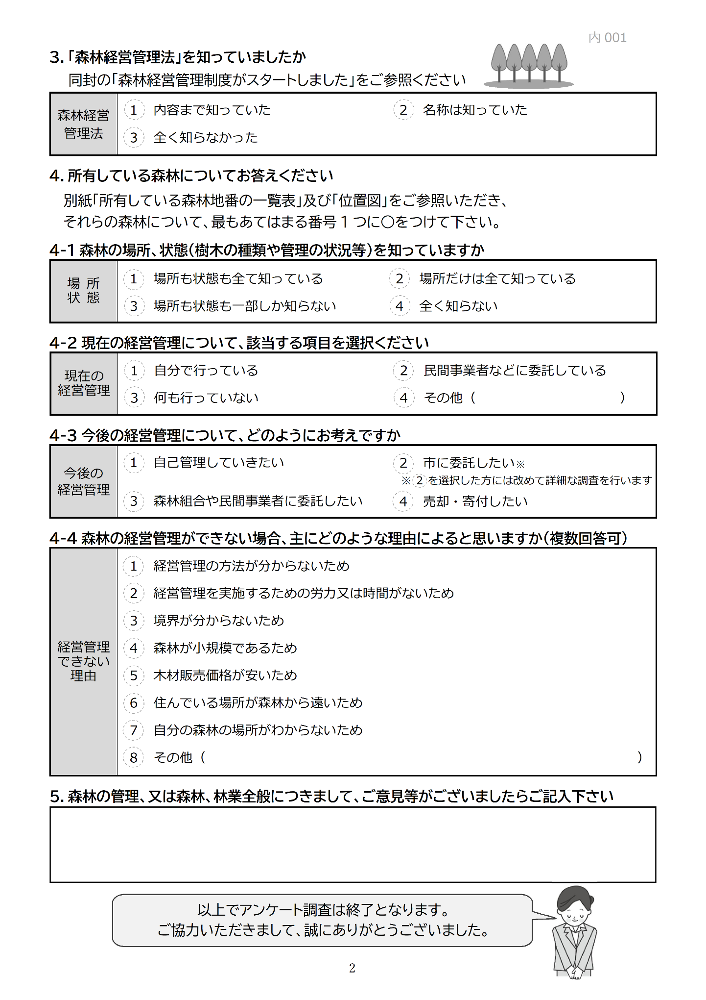 内 001
3.「森林経営管理法」を知っていましたか
同封の「森林経営管理制度がスタートしました」をご参照ください
森林経営
管理法
1 内容まで知っていた
2 名称は知っていた
3 全く知らなかった
4. 所有している森林についてお答えください
別紙「所有している森林地番の一覧表」及び「位置図」をご参照いただき、
それらの森林について、最もあてはまる番号 1 つに〇をつけて下さい。
4-1 森林の場所、状態（樹木の種類や管理の状況等）を知っていますか
場 所
状 態
1 場所も状態も全て知っている
2 場所だけは全て知っている
3 場所も状態も一部しか知らない
4 全く知らない
4-2 現在の経営管理について、該当する項目を選択ください
現在の
経営管理
1 自分で行っている
2 民間事業者などに委託している
3 何も行っていない
4 その他（ ）
4-3 今後の経営管理について、どのようにお考えですか
今後の
経営管理
1 自己管理していきたい
2 市に委託したい※
※ 2 を選択した方には改めて詳細な調査を行います
3 森林組合や民間事業者に委託したい
4 売却・寄付したい
4-4 森林の経営管理ができない場合、主にどのような理由によると思いますか（複数回答可）
経営管理
できない
理由
1 経営管理の方法が分からないため
2 経営管理を実施するための労力又は時間がないため
3 境界が分からないため
4 森林が小規模であるため
5 木材販売価格が安いため
6 住んでいる場所が森林から遠いため
7 自分の森林の場所がわからないため
8 その他（ ）
5. 森林の管理、又は森林、林業全般につきまして、ご意見等がございましたらご記入下さい
以上でアンケート調査は終了となります。
ご協力いただきまして、誠にありがとうございました。
2